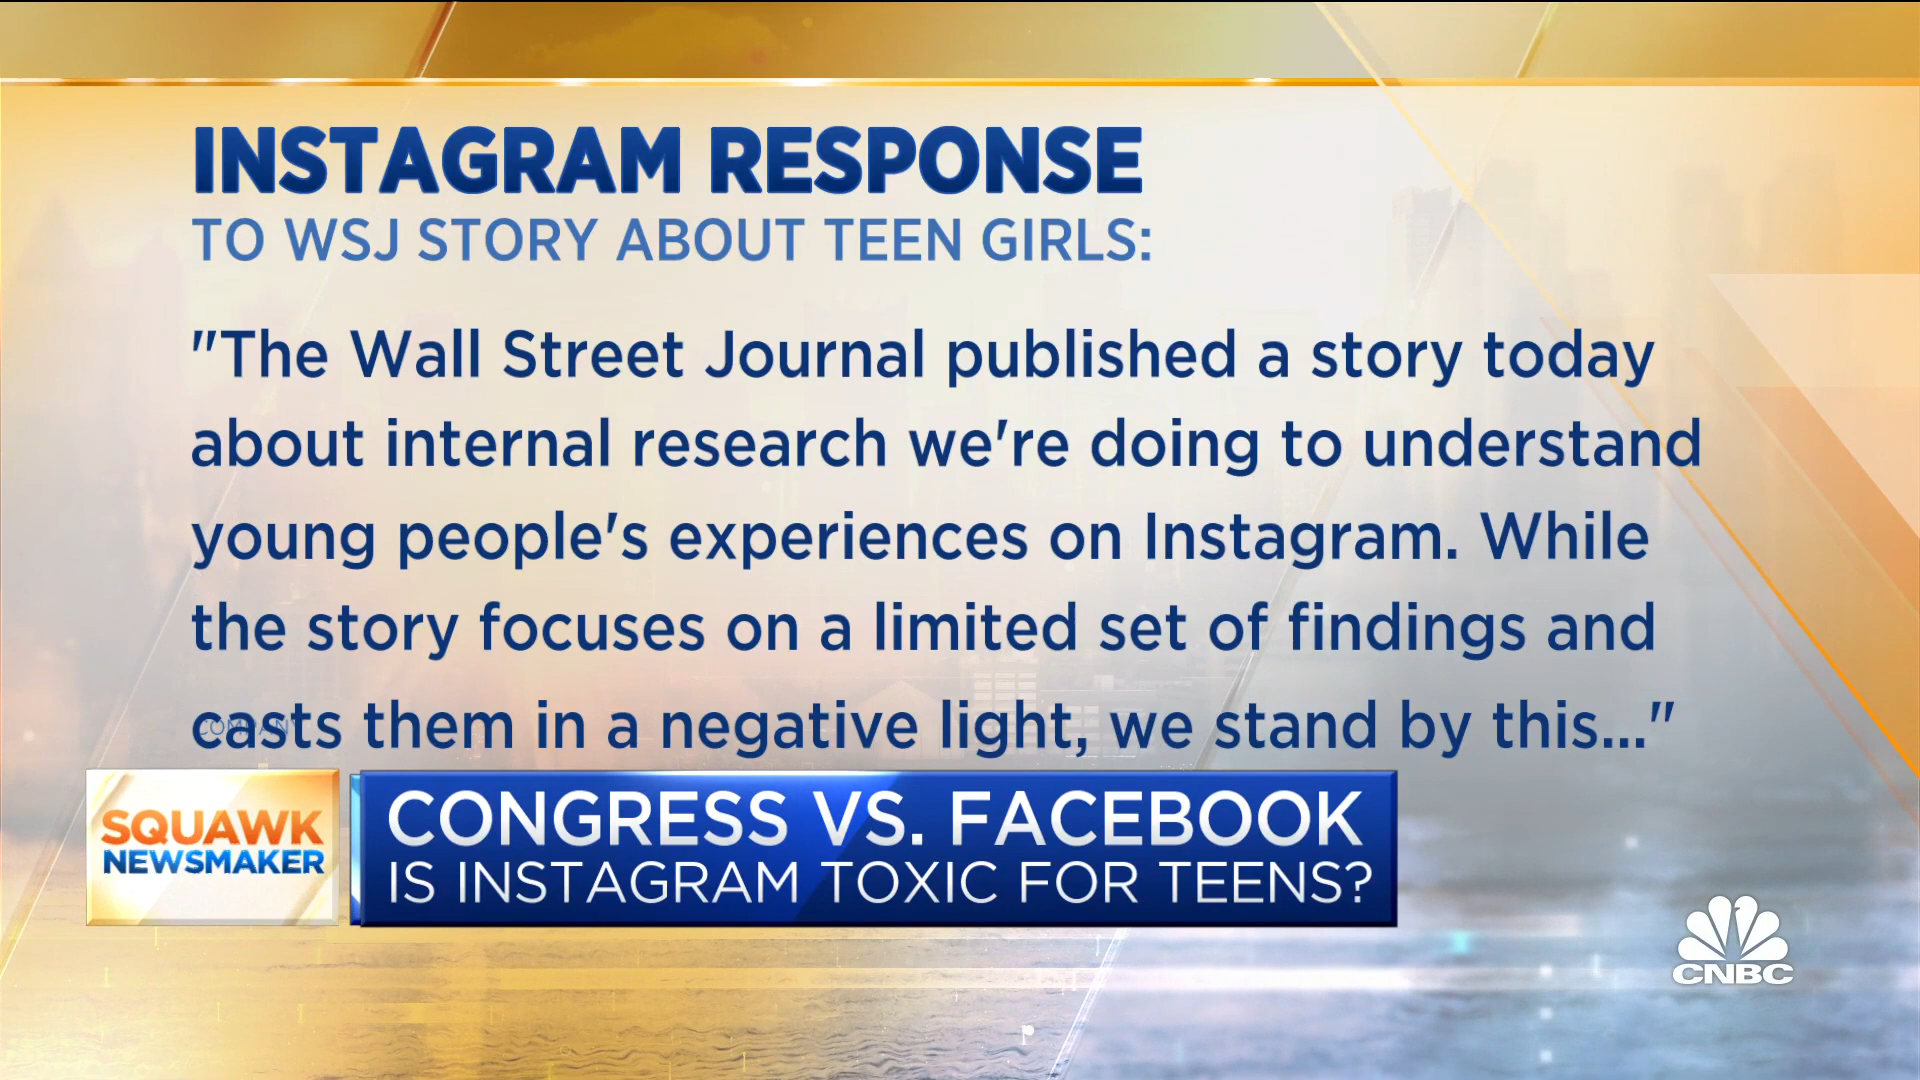 INSTAGRAM RESPONSE
TO WSJ STORY ABOUT TEEN GIRLS:
"The Wall Street Journal published a story today
about internal research we're doing to understand
young people's experiences on Instagram. While
the story focuses on a limited set of findings and
casts them in a negative light, we stand by this..."
SQUAWK
NEWSMAKER
CONGRESS VS. FACEBOOK
IS INSTAGRAM TOXIC FOR TEENS?
CNBC